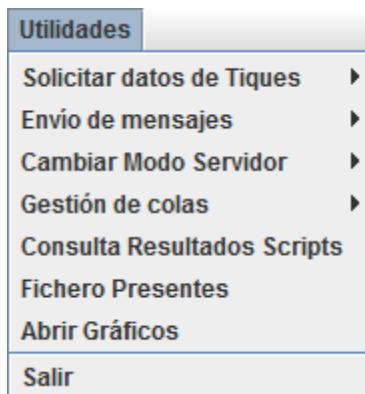 Utilidades
Solicitar datos de Tiques
Envío de mensajes
Cambiar Modo Servidor
Gestión de colas
Consulta Resultados Scripts
Fichero Presentes
Abrir Gráficos
Salir